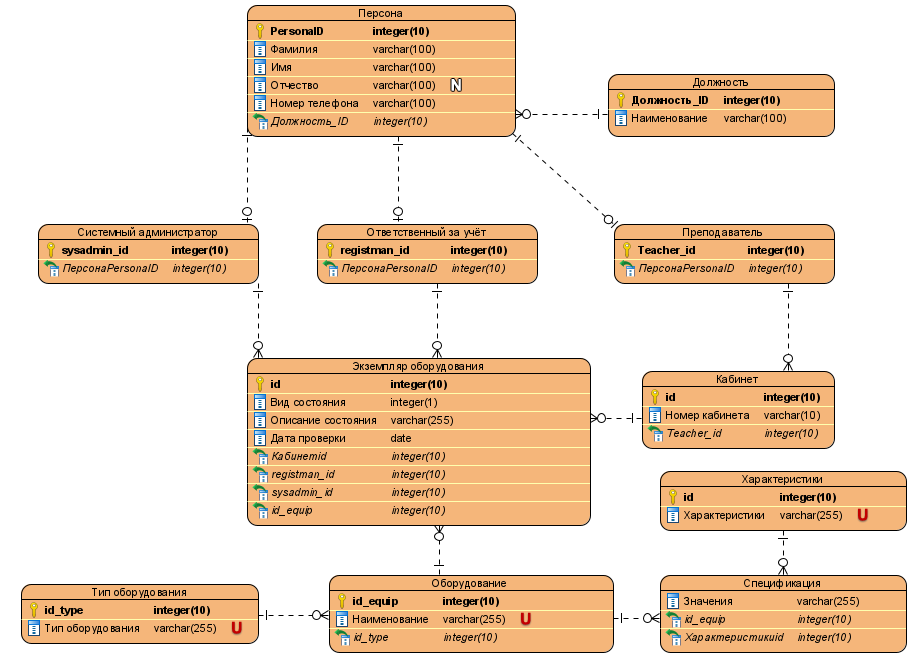 Персона
PersonalD integer(10)
Фамилия varchar(100)
Имя varchar(100)
Отчество varchar(100) N
Номер телефона varchar(100)
Должность_ID integer(10)
Должность
Должность_ID integer(10)
Наименование varchar(100)
Системный администратор
sysadmin_id integer(10)
ПерсонаPersonalD integer(10)
Ответственный за учёт
registman_id integer(10)
ПерсонаPersonalD integer(10)
Преподаватель
Teacher_id integer(10)
ПерсонаPersonalD integer(10)
Экземпляр оборудования
id integer(10)
Вид состояния integer(1)
Описание состояния varchar(255)
Дата проверки date
Кабинетid integer(10)
registman_id integer(10)
sysadmin_id integer(10)
id_equip integer(10)
Кабинет
id integer(10)
Номер кабинета varchar(10)
Teacher_id integer(10)
Характеристики
id integer(10)
Характеристики varchar(255) U
Тип оборудования
id_type integer(10)
Тип оборудования varchar(255) U
Оборудование
id_equip integer(10)
Наименование varchar(255) U
id_type integer(10)
Спецификация
Значения varchar(255)
id_equip integer(10)
Характеристикиid integer(10)